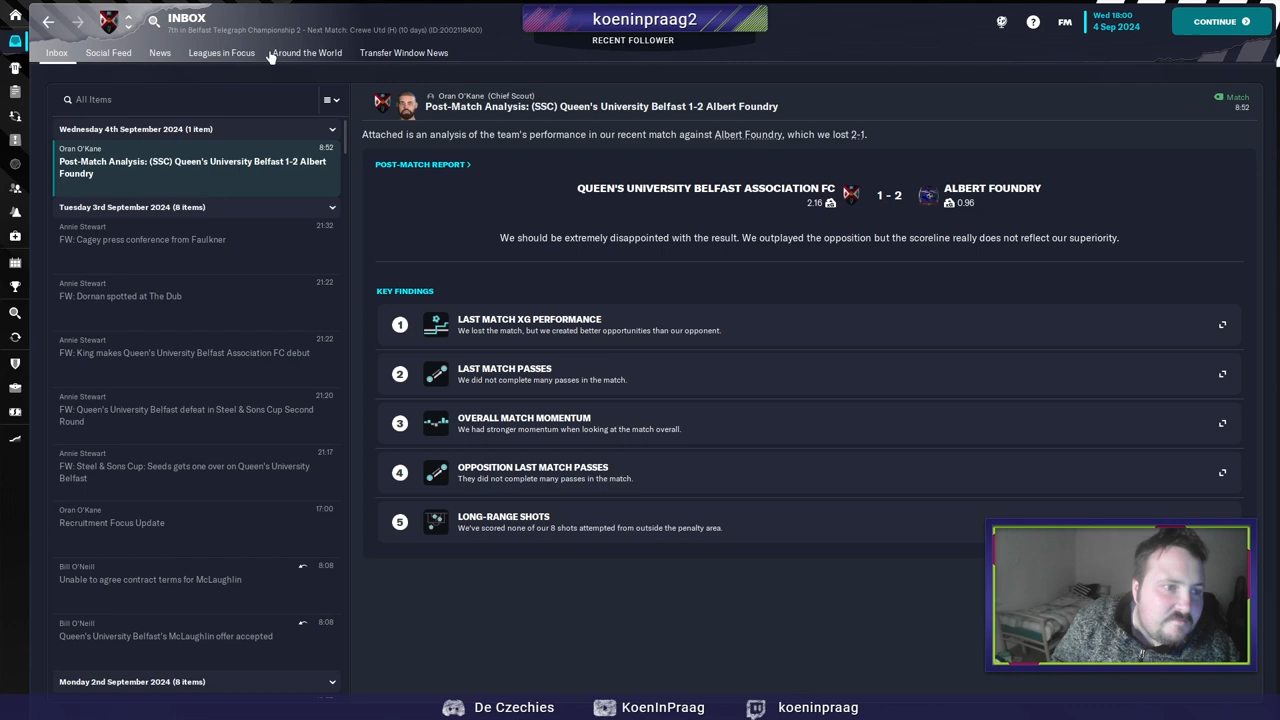 INBOX
7th in Belfast Telegraph Championship 2 - Next Match: Crewe Utd (H) (10 days) (ID:2002118400)
koeninpraag2
RECENT FOLLOWER
FM
Wed 18:00
4 Sep 2024
CONTINUE
Inbox
Social Feed
News
Leagues in Focus
Around the World
Transfer Window News
All Items
Wednesday 4th September 2024 (1 item)
Oran O'Kane
8:52
Post-Match Analysis: (SSC) Queen's University Belfast 1-2 Albert
Foundry
Tuesday 3rd September 2024 (8 items)
Annie Stewart
21:32
FW: Cagey press conference from Faulkner
Annie Stewart
21:22
FW: Dornan spotted at The Dub
Annie Stewart
21:22
FW: King makes Queen's University Belfast Association FC debut
Annie Stewart
21:20
FW: Queen's University Belfast defeat in Steel & Sons Cup Second
Round
Annie Stewart
21:17
FW: Steel & Sons Cup: Seeds gets one over on Queen's University
Belfast
Oran O'Kane
17:00
Recruitment Focus Update
Bill O'Neill
8:08
Unable to agree contract terms for McLaughlin
Bill O'Neill
8:08
Queen's University Belfast's McLaughlin offer accepted
Monday 2nd September 2024 (8 items)
Oran O'Kane (Chief Scout)
Post-Match Analysis: (SSC) Queen's University Belfast 1-2 Albert Foundry
Match
8:52
Attached is an analysis of the team's performance in our recent match against Albert Foundry, which we lost 2-1.
POST-MATCH REPORT >
QUEEN'S UNIVERSITY BELFAST ASSOCIATION FC
1 - 2
ALBERT FOUNDRY
2.16
0.96
We should be extremely disappointed with the result. We outplayed the opposition but the scoreline really does not reflect our superiority.
KEY FINDINGS
1
LAST MATCH XG PERFORMANCE
We lost the match, but we created better opportunities than our opponent.
2
LAST MATCH PASSES
We did not complete many passes in the match.
3
OVERALL MATCH MOMENTUM
We had stronger momentum when looking at the match overall.
4
OPPOSITION LAST MATCH PASSES
They did not complete many passes in the match.
5
LONG-RANGE SHOTS
We've scored none of our 8 shots attempted from outside the penalty area.
De Czechies
KoenInPraag
koeninpraag